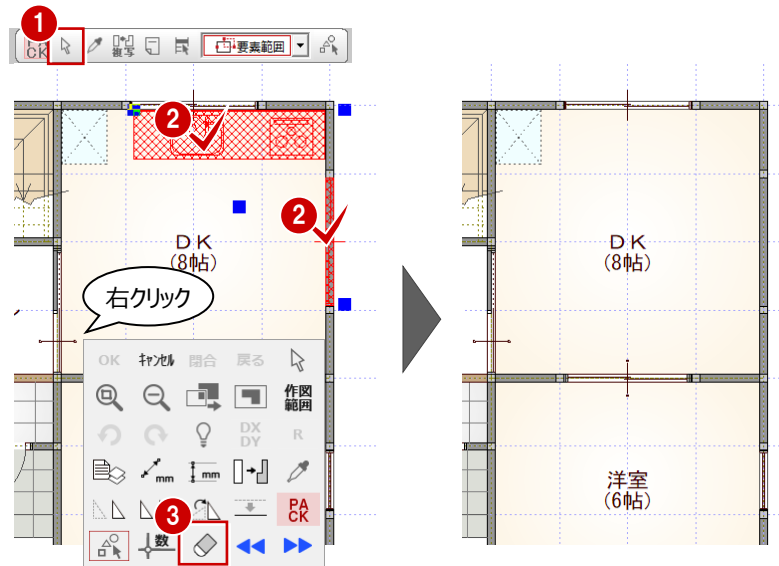 1
PA
CK
複写
要素範囲
2
2
DK
(8帖)
右クリック
OK キャンセル 閉合 戻る
作図
範囲
DX
DY
R
mm
mm
PA
CK
3
数
DK
(8帖)
洋室
(6帖)